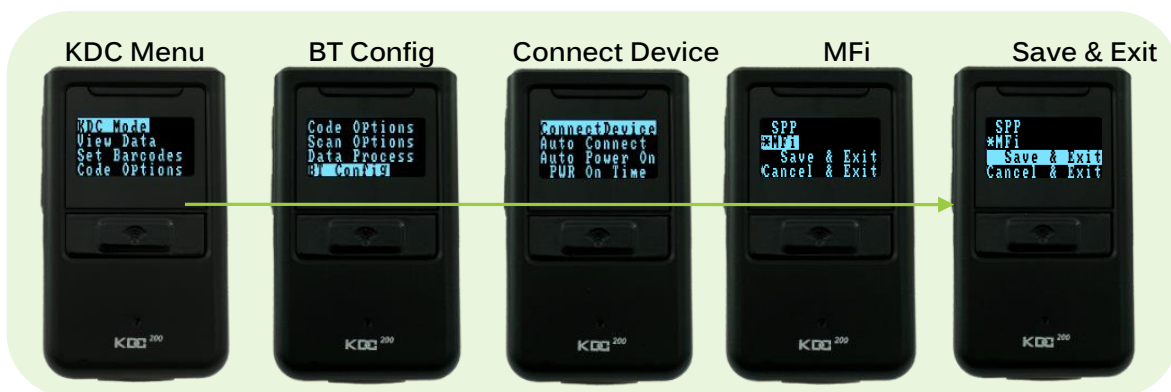 KDC Menu
BT Config
Connect Device
MFi
Save & Exit
KDC Mode
View Data
Set Barcodes
Code Options
Code Options
Scan Options
Data Process
BT Config
ConnectDevice
Auto Connect
Auto Power On
PWR On Time
SPP
*MFi
Save & Exit
Cancel & Exit
SPP
*MFi
Save & Exit
Cancel & Exit
KDC 200
KDC 200
KDC 200
KDC 200
KDC 200